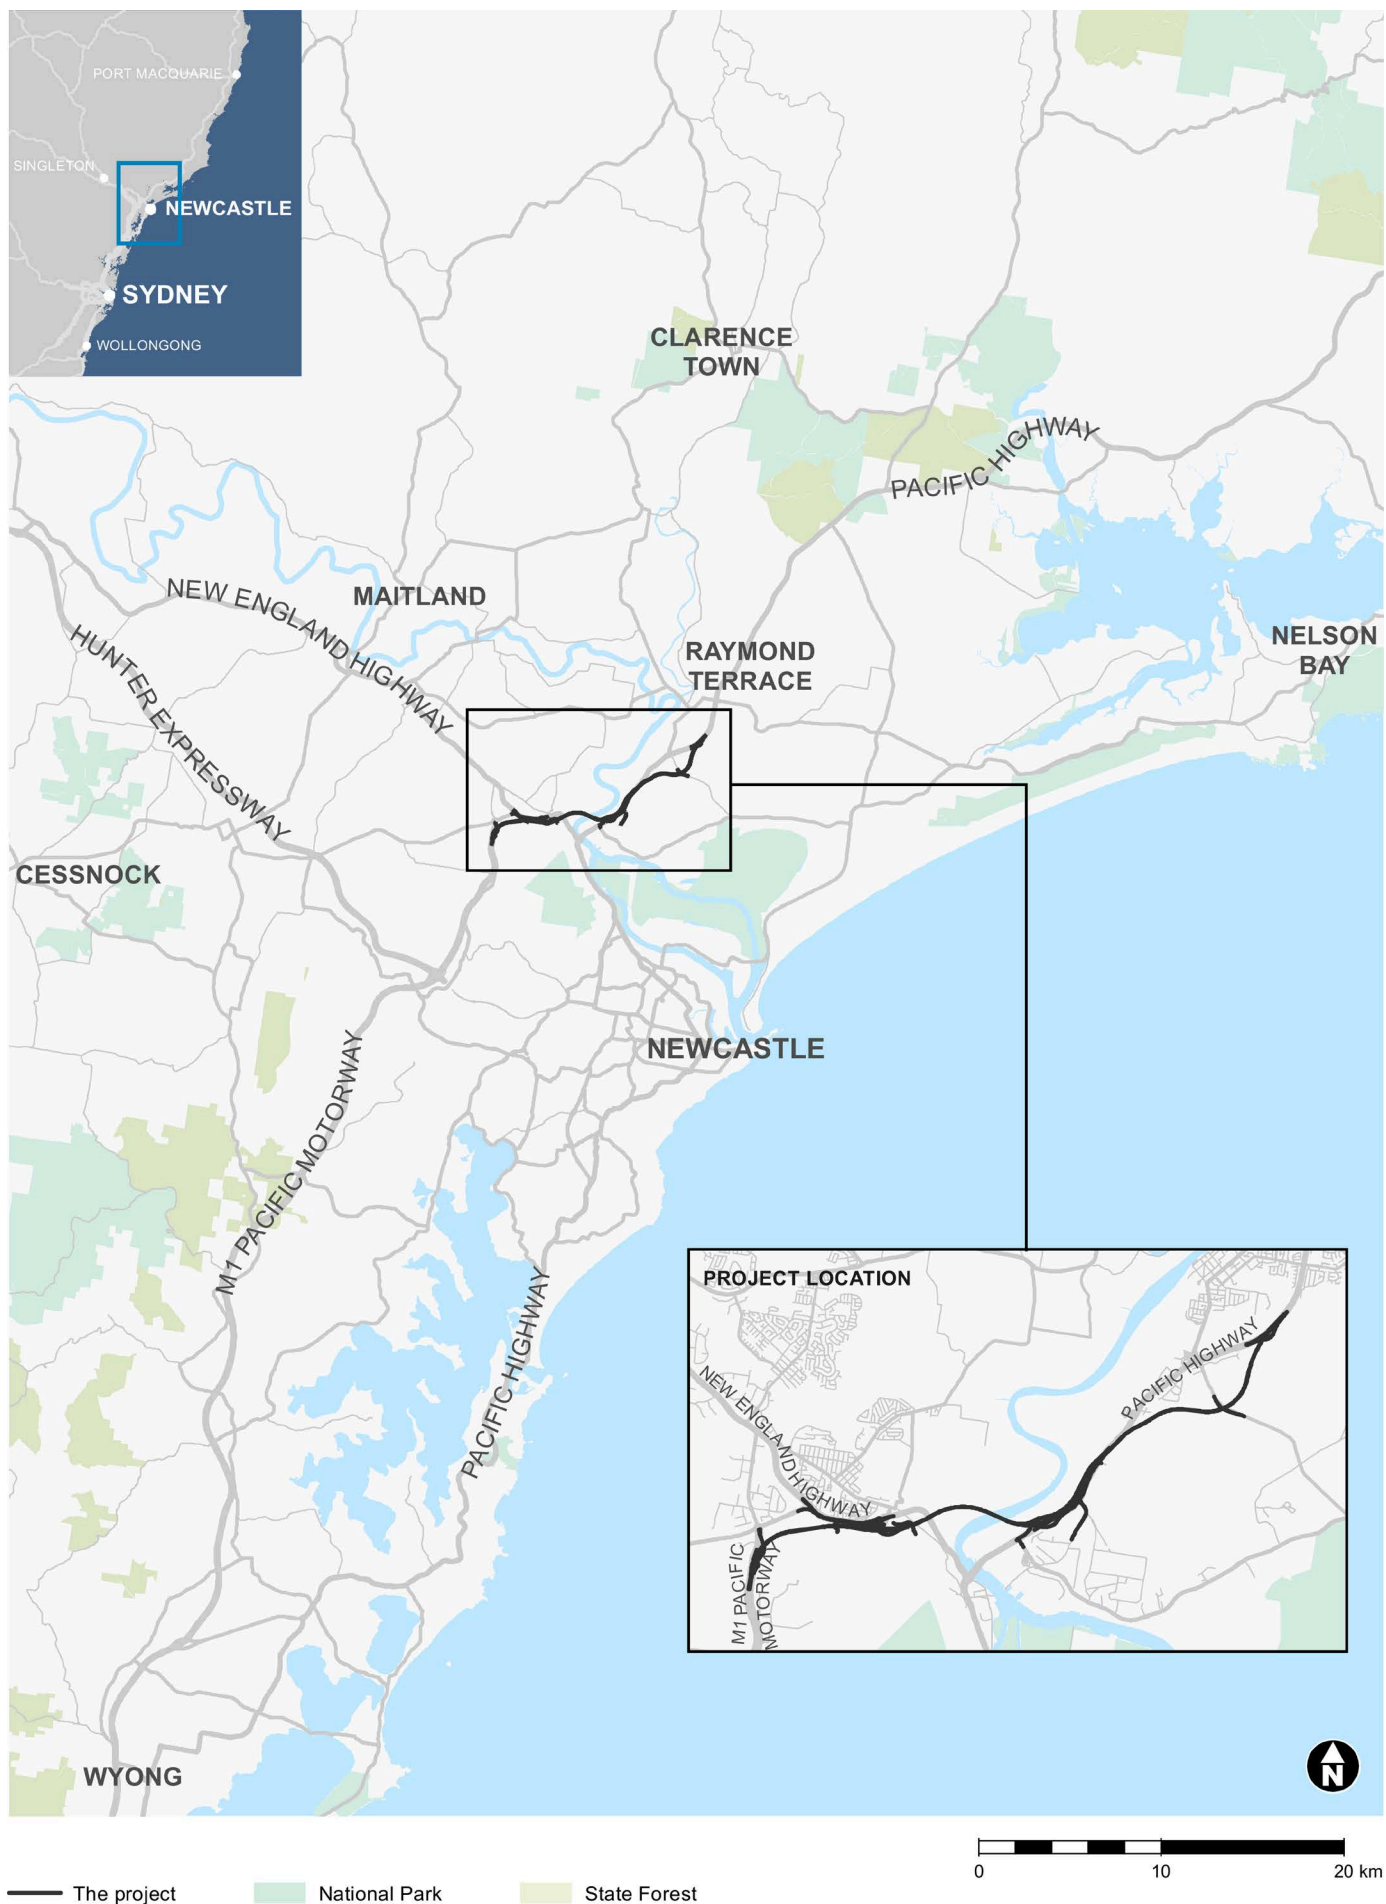 PORT MACQUARIE
SINGLETON
NEWCASTLE
SYDNEY
WOLLONGONG
CLARENCE
TOWN
PACIFIC HIGHWAY
NEW ENGLAND HIGHWAY
MAITLAND
HUNTER EXPRESSWAY
RAYMOND
TERRACE
NELSON
BAY
CESSNOCK
NEWCASTLE
M1 PACIFIC MOTORWAY
PACIFIC HIGHWAY
PROJECT LOCATION
PACIFIC HIGHWAY
NEW ENGLAND HIGHWAY
M1 PACIFIC
MOTORWAY
WYONG
N
0 10 20 km
The project National Park State Forest